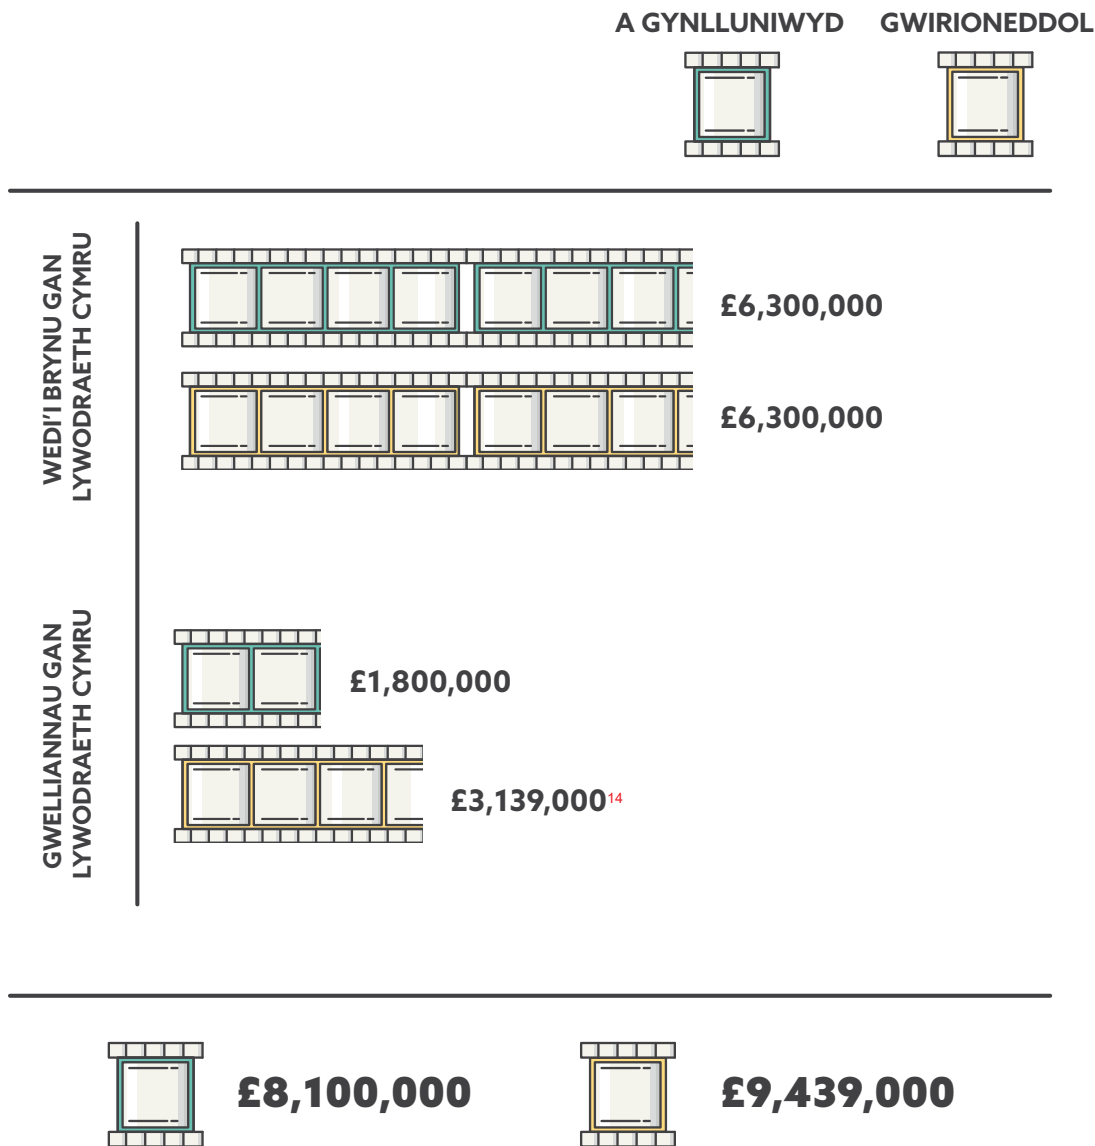 A GYNLLUNIWYD GWIRIONEDDOL
WEDI'I BRYNU GAN
LYWODRAETH CYMRU
£6,300,000
£6,300,000
GWELLIANNAU GAN
LYWODRAETH CYMRU
£1,800,000
£3,139,00014
£8,100,000 £9,439,000